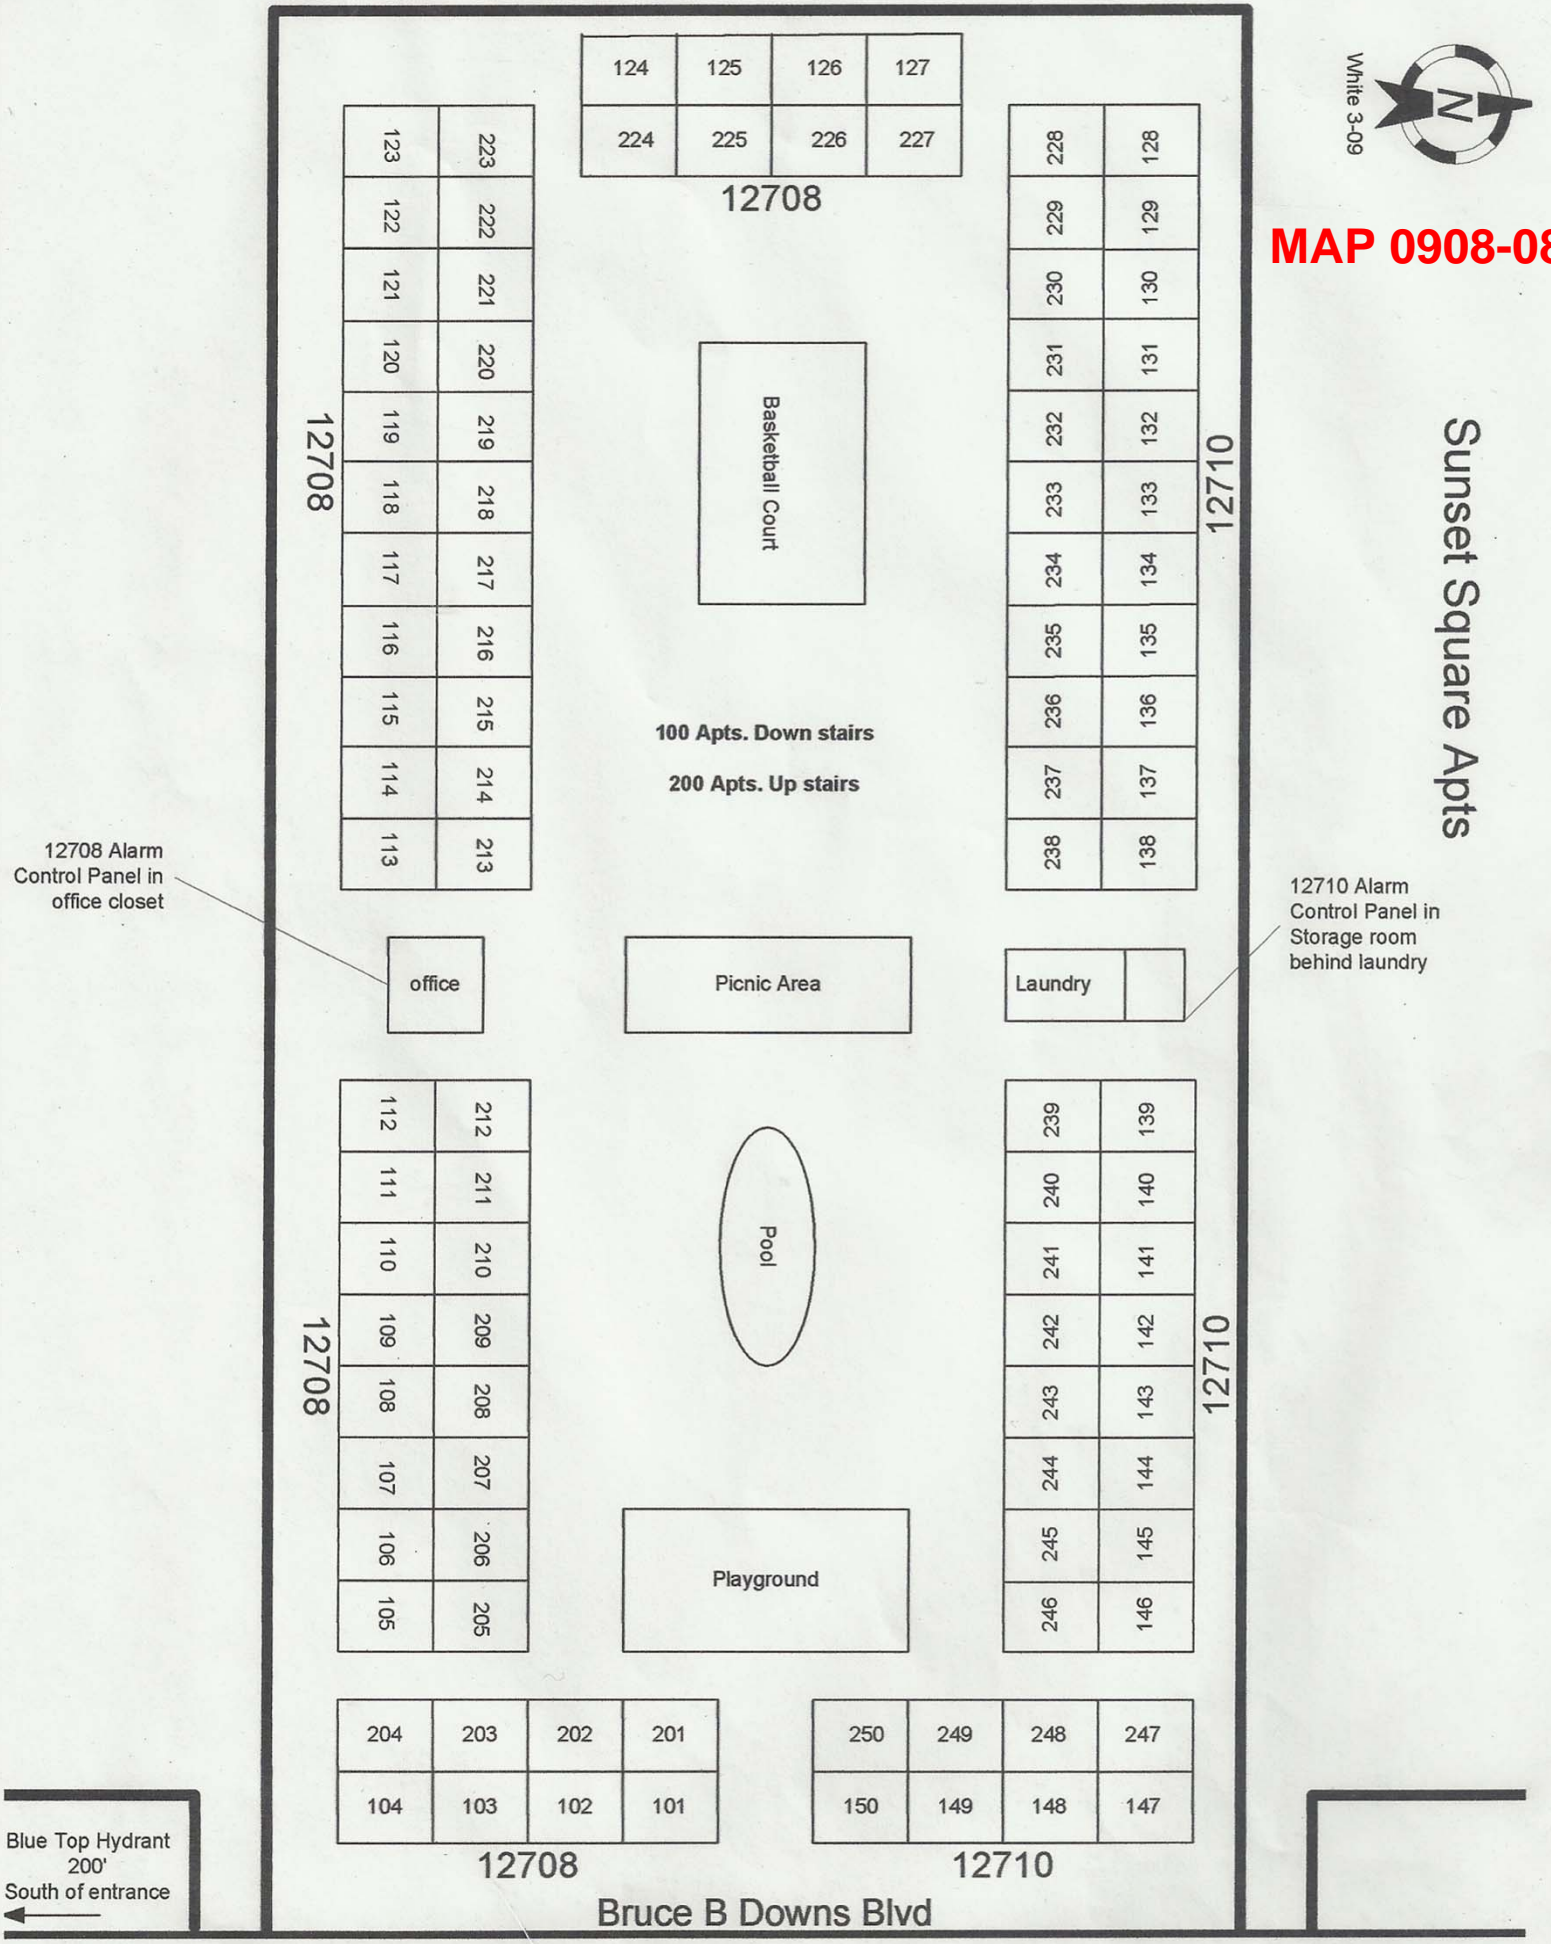 124 125 126 127
224 225 226 227
12708
N
White 3-09
MAP 0908-08
Sunset Square Apts
123 223
122 222
121 221
120 220
119 219
118 218
117 217
116 216
115 215
114 214
113 213
12708
Basketball Court
100 Apts. Down stairs
200 Apts. Up stairs
228 128
229 129
230 130
231 131
232 132
233 133
234 134
235 135
236 136
237 137
238 138
12710
12708 Alarm
Control Panel in
office closet
office
Picnic Area
Laundry
12710 Alarm
Control Panel in
Storage room
behind laundry
112 212
111 211
110 210
109 209
108 208
107 207
106 206
105 205
12708
Pool
Playground
239 139
240 140
241 141
242 142
243 143
244 144
245 145
246 146
12710
204 203 202 201
104 103 102 101
12708
250 249 248 247
150 149 148 147
12710
Blue Top Hydrant
200'
South of entrance
Bruce B Downs Blvd